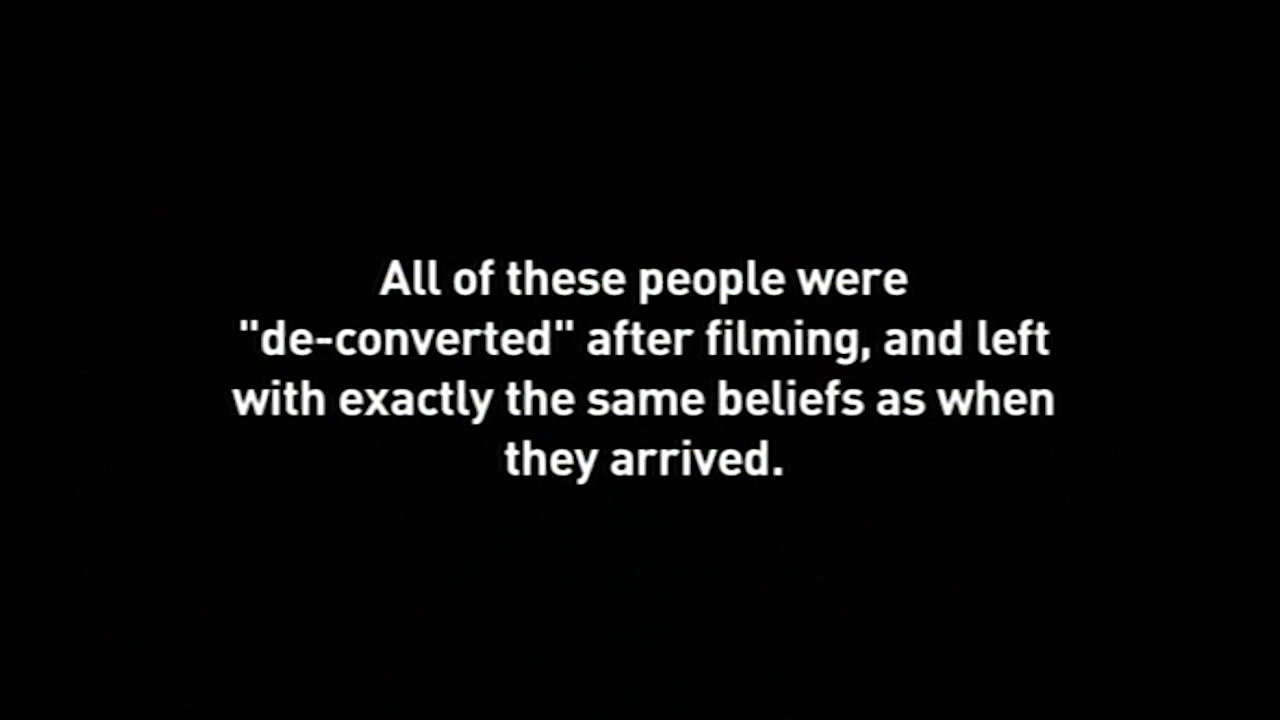 All of these people were
"de-converted" after filming, and left
with exactly the same beliefs as when
they arrived.